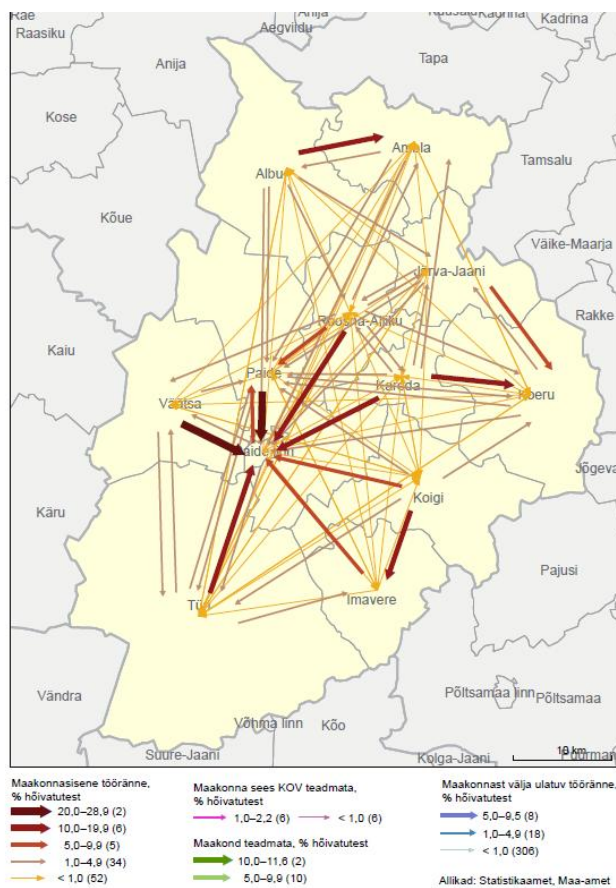 Rae
Raasiku
Aegviidu
Anija
Kadrina
Kadrina
Anija
Tapa
Kose
Ambla
Albu
Tamsalu
Kõue
Väike-Maarja
Järva-Jaani
Rakke
Roosna-Alliku
Kaiu
Paide
Kareda
Koeru
Väätsa
Paide linn
Jõgeva
Koigi
Käru
Pajusi
Imavere
Türi
Vändra
Põltsamaa linn
Põltsamaa
Võhma linn
Kõo
Suure-Jaani
Kolga-Jaani
10 km
Maakonnasisene tööränne,
% hõivatutest
20,0–28,9 (2)
10,0–19,9 (6)
5,0–9,9 (5)
1,0–4,9 (34)
< 1,0 (52)
Maakonna sees KOV teadmata,
% hõivatutest
1,0–2,2 (6)
< 1,0 (6)
Maakond teadmata, % hõivatutest
10,0–11,6 (2)
5,0–9,9 (10)
Maakonnast välja ulatuv tööränne,
% hõivatutest
5,0–9,5 (8)
1,0–4,9 (18)
< 1,0 (306)
Allikad: Statistikaamet, Maa-amet